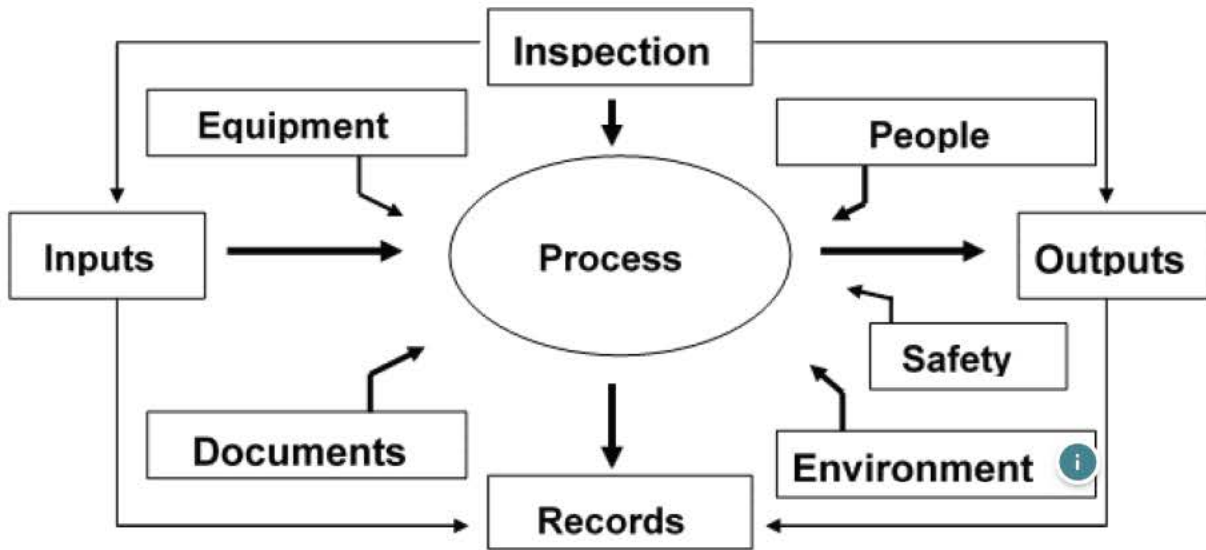 Inspection
Equipment
People
Inputs
Process
Outputs
Safety
Documents
Environment
i
Records